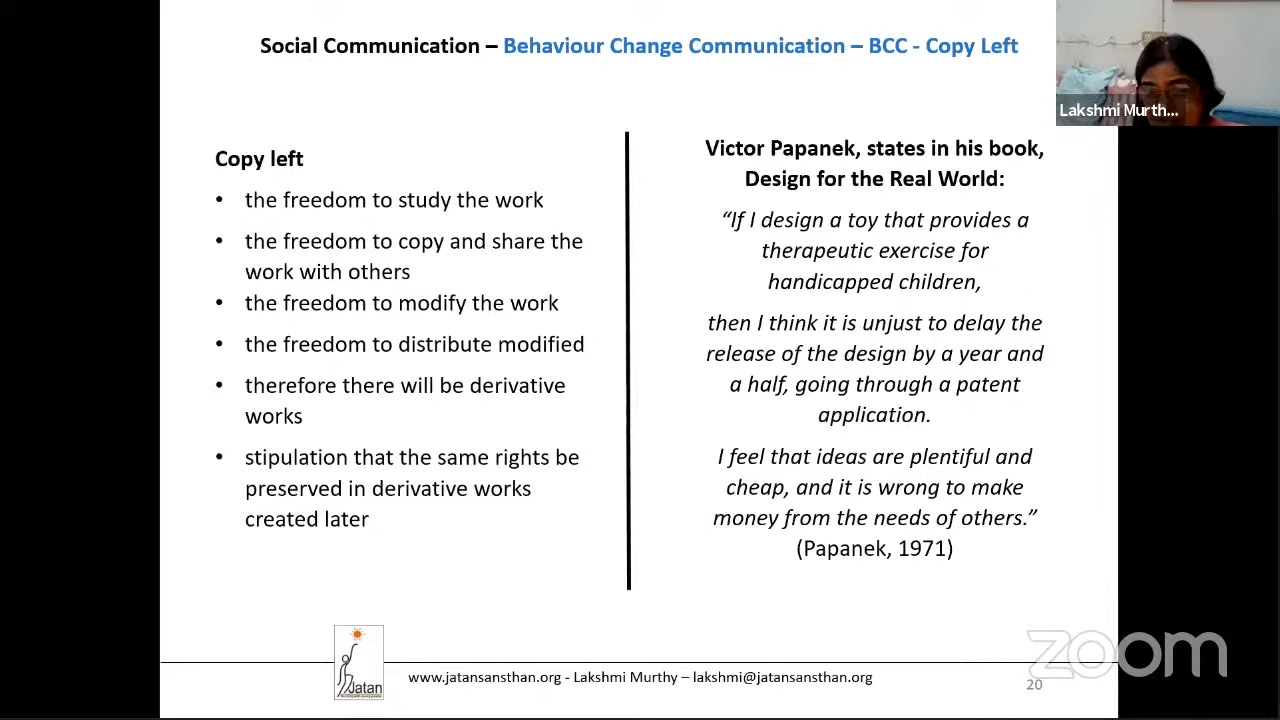 Social Communication – Behaviour Change Communication – BCC - Copy Left
Lakshmi Murth...
Copy left
• the freedom to study the work
• the freedom to copy and share the
work with others
• the freedom to modify the work
• the freedom to distribute modified
• therefore there will be derivative
works
• stipulation that the same rights be
preserved in derivative works
created later
Victor Papanek, states in his book,
Design for the Real World:
“If I design a toy that provides a
therapeutic exercise for
handicapped children,
then I think it is unjust to delay the
release of the design by a year and
a half, going through a patent
application.
I feel that ideas are plentiful and
cheap, and it is wrong to make
money from the needs of others.”
(Papanek, 1971)
Jatan
www.jatansansthan.org - Lakshmi Murthy – lakshmi@jatansansthan.org
20
zoom